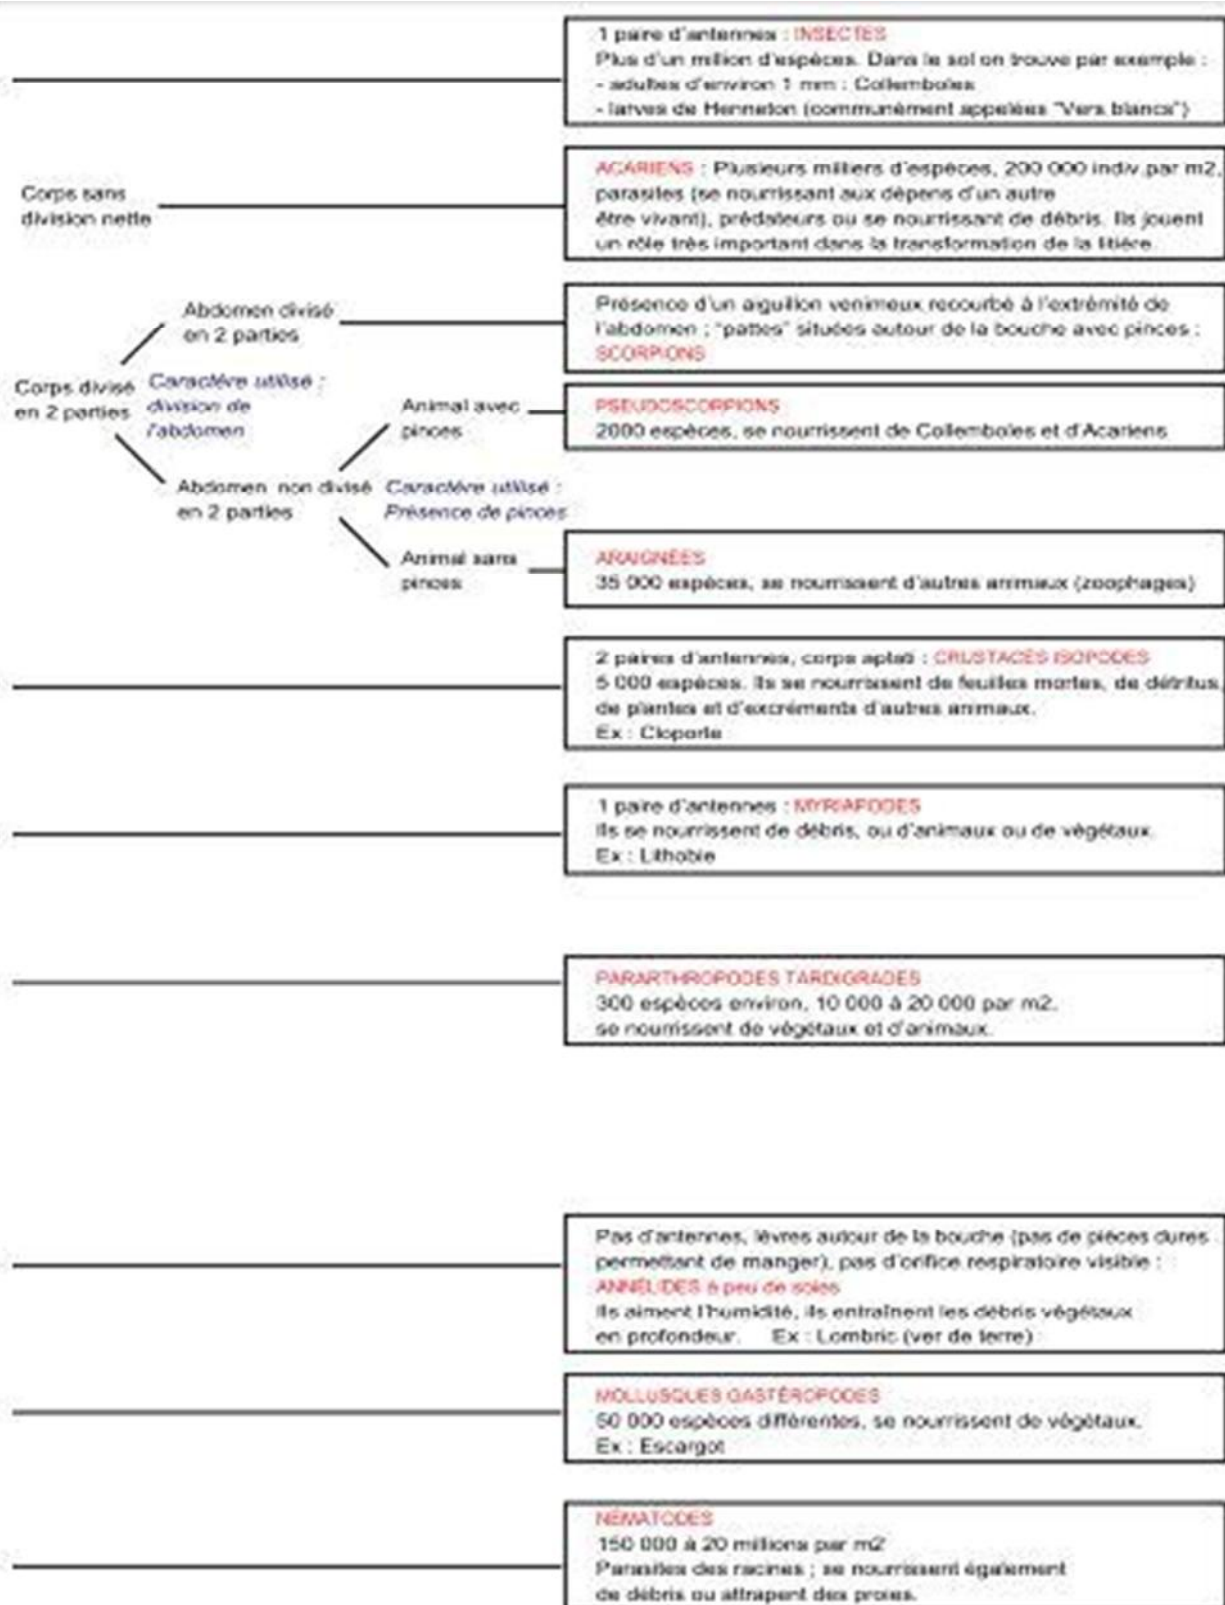 1 paire d'antennes : INSECTES
Plus d'un million d'espèces. Dans le sol on trouve par exemple :
- adultes d'environ 1 mm : Collemboles
- larves de Henneton (communément appelées "Vers blancs")
Corps sans
division nette
ACARIENS : Plusieurs milliers d'espèces, 200 000 indiv.par m2,
parasites (se nourrissant aux dépens d'un autre
être vivant), prédateurs ou se nourrissant de débris. Ils jouent
un rôle très important dans la transformation de la litière.
Abdomen divisé
en 2 parties
Présence d'un aiguillon venimeux recourbé à l'extrémité de
l'abdomen ; "pattes" situées autour de la bouche avec pinces :
SCORPIONS
Corps divisé
en 2 parties
Caractère utilisé :
division de
l'abdomen
Animal avec
pinces
PSEUDOSCORPIONS
2000 espèces, se nourrissent de Collemboles et d'Acariens
Abdomen non divisé
en 2 parties
Caractère utilisé :
Présence de pinces
Animal sans
pinces
ARAIGNÉES
35 000 espèces, se nourrissent d'autres animaux (zoophages)
2 paires d'antennes, corps aplati : CRUSTACÉS ISOPODES
5 000 espèces. Ils se nourrissent de feuilles mortes, de détritus,
de plantes et d'excréments d'autres animaux.
Ex : Cloporte
1 paire d'antennes : MYRIAPODES
Ils se nourrissent de débris, ou d'animaux ou de végétaux.
Ex : Lithobie
PARARTHROPODES TARDIGRADES
300 espèces environ, 10 000 à 20 000 par m2,
se nourrissent de végétaux et d'animaux.
Pas d'antennes, lèvres autour de la bouche (pas de pièces dures
permettant de manger), pas d'orifice respiratoire visible :
ANNÉLIDES à peu de soies
Ils aiment l'humidité, ils entraînent les débris végétaux
en profondeur. Ex : Lombric (ver de terre)
MOLLUSQUES GASTÉROPODES
50 000 espèces différentes, se nourrissent de végétaux.
Ex : Escargot
NÉMATODES
150 000 à 20 millions par m2
Parasites des racines ; se nourrissent également
de débris ou attrapent des proies.